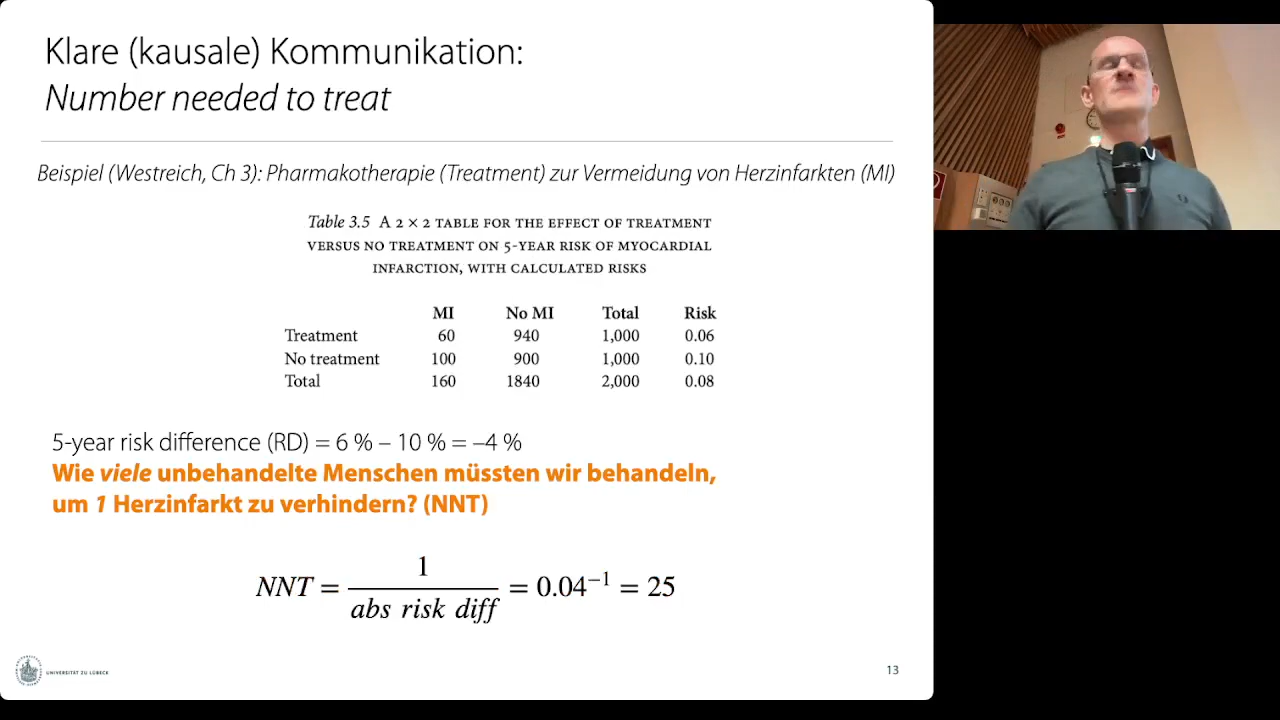 Klare (kausale) Kommunikation:
Number needed to treat
Beispiel (Westreich, Ch 3): Pharmakotherapie (Treatment) zur Vermeidung von Herzinfarkten (MI)
Table 3.5 A 2 × 2 TABLE FOR THE EFFECT OF TREATMENT
VERSUS NO TREATMENT ON 5-YEAR RISK OF MYOCARDIAL
INFARCTION, WITH CALCULATED RISKS
MI No MI Total Risk
Treatment 60 940 1,000 0.06
No treatment 100 900 1,000 0.10
Total 160 1840 2,000 0.08
5-year risk difference (RD) = 6 % – 10 % = –4 %
Wie viele unbehandelte Menschen müssten wir behandeln,
um 1 Herzinfarkt zu verhindern? (NNT)
NNT = 1 / abs risk diff = 0.04⁻¹ = 25
UNIVERSITÄT ZU LÜBECK
13